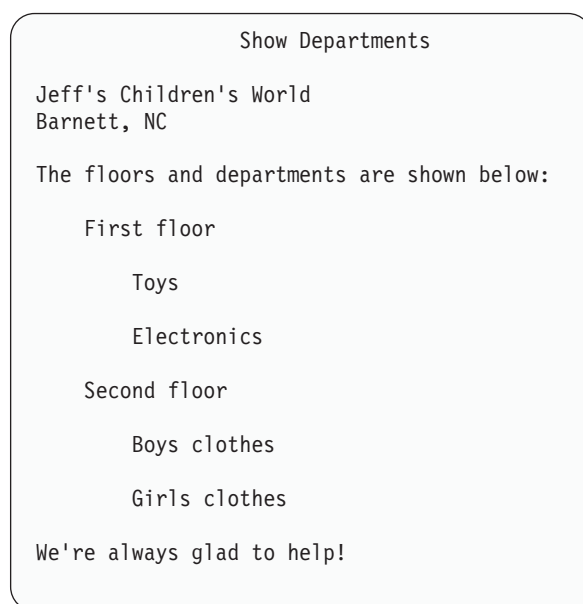 Show Departments
Jeff's Children's World
Barnett, NC
The floors and departments are shown below:
First floor
Toys
Electronics
Second floor
Boys clothes
Girls clothes
We're always glad to help!